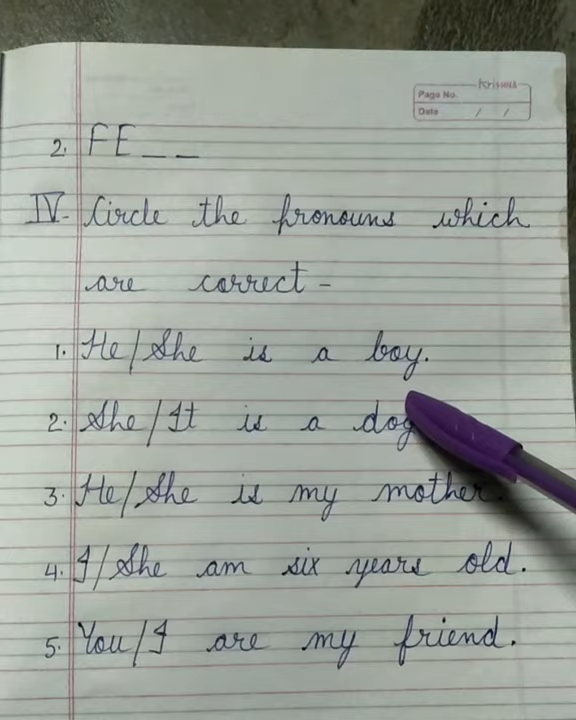 Krishna
Page No.
Date / /
2. FE _ _
IV. Circle the pronouns which
are correct -
1. He/She is a boy.
2. She/It is a dog
3. He/She is my mother.
4. I/She am six years old.
5. You/I are my friend.